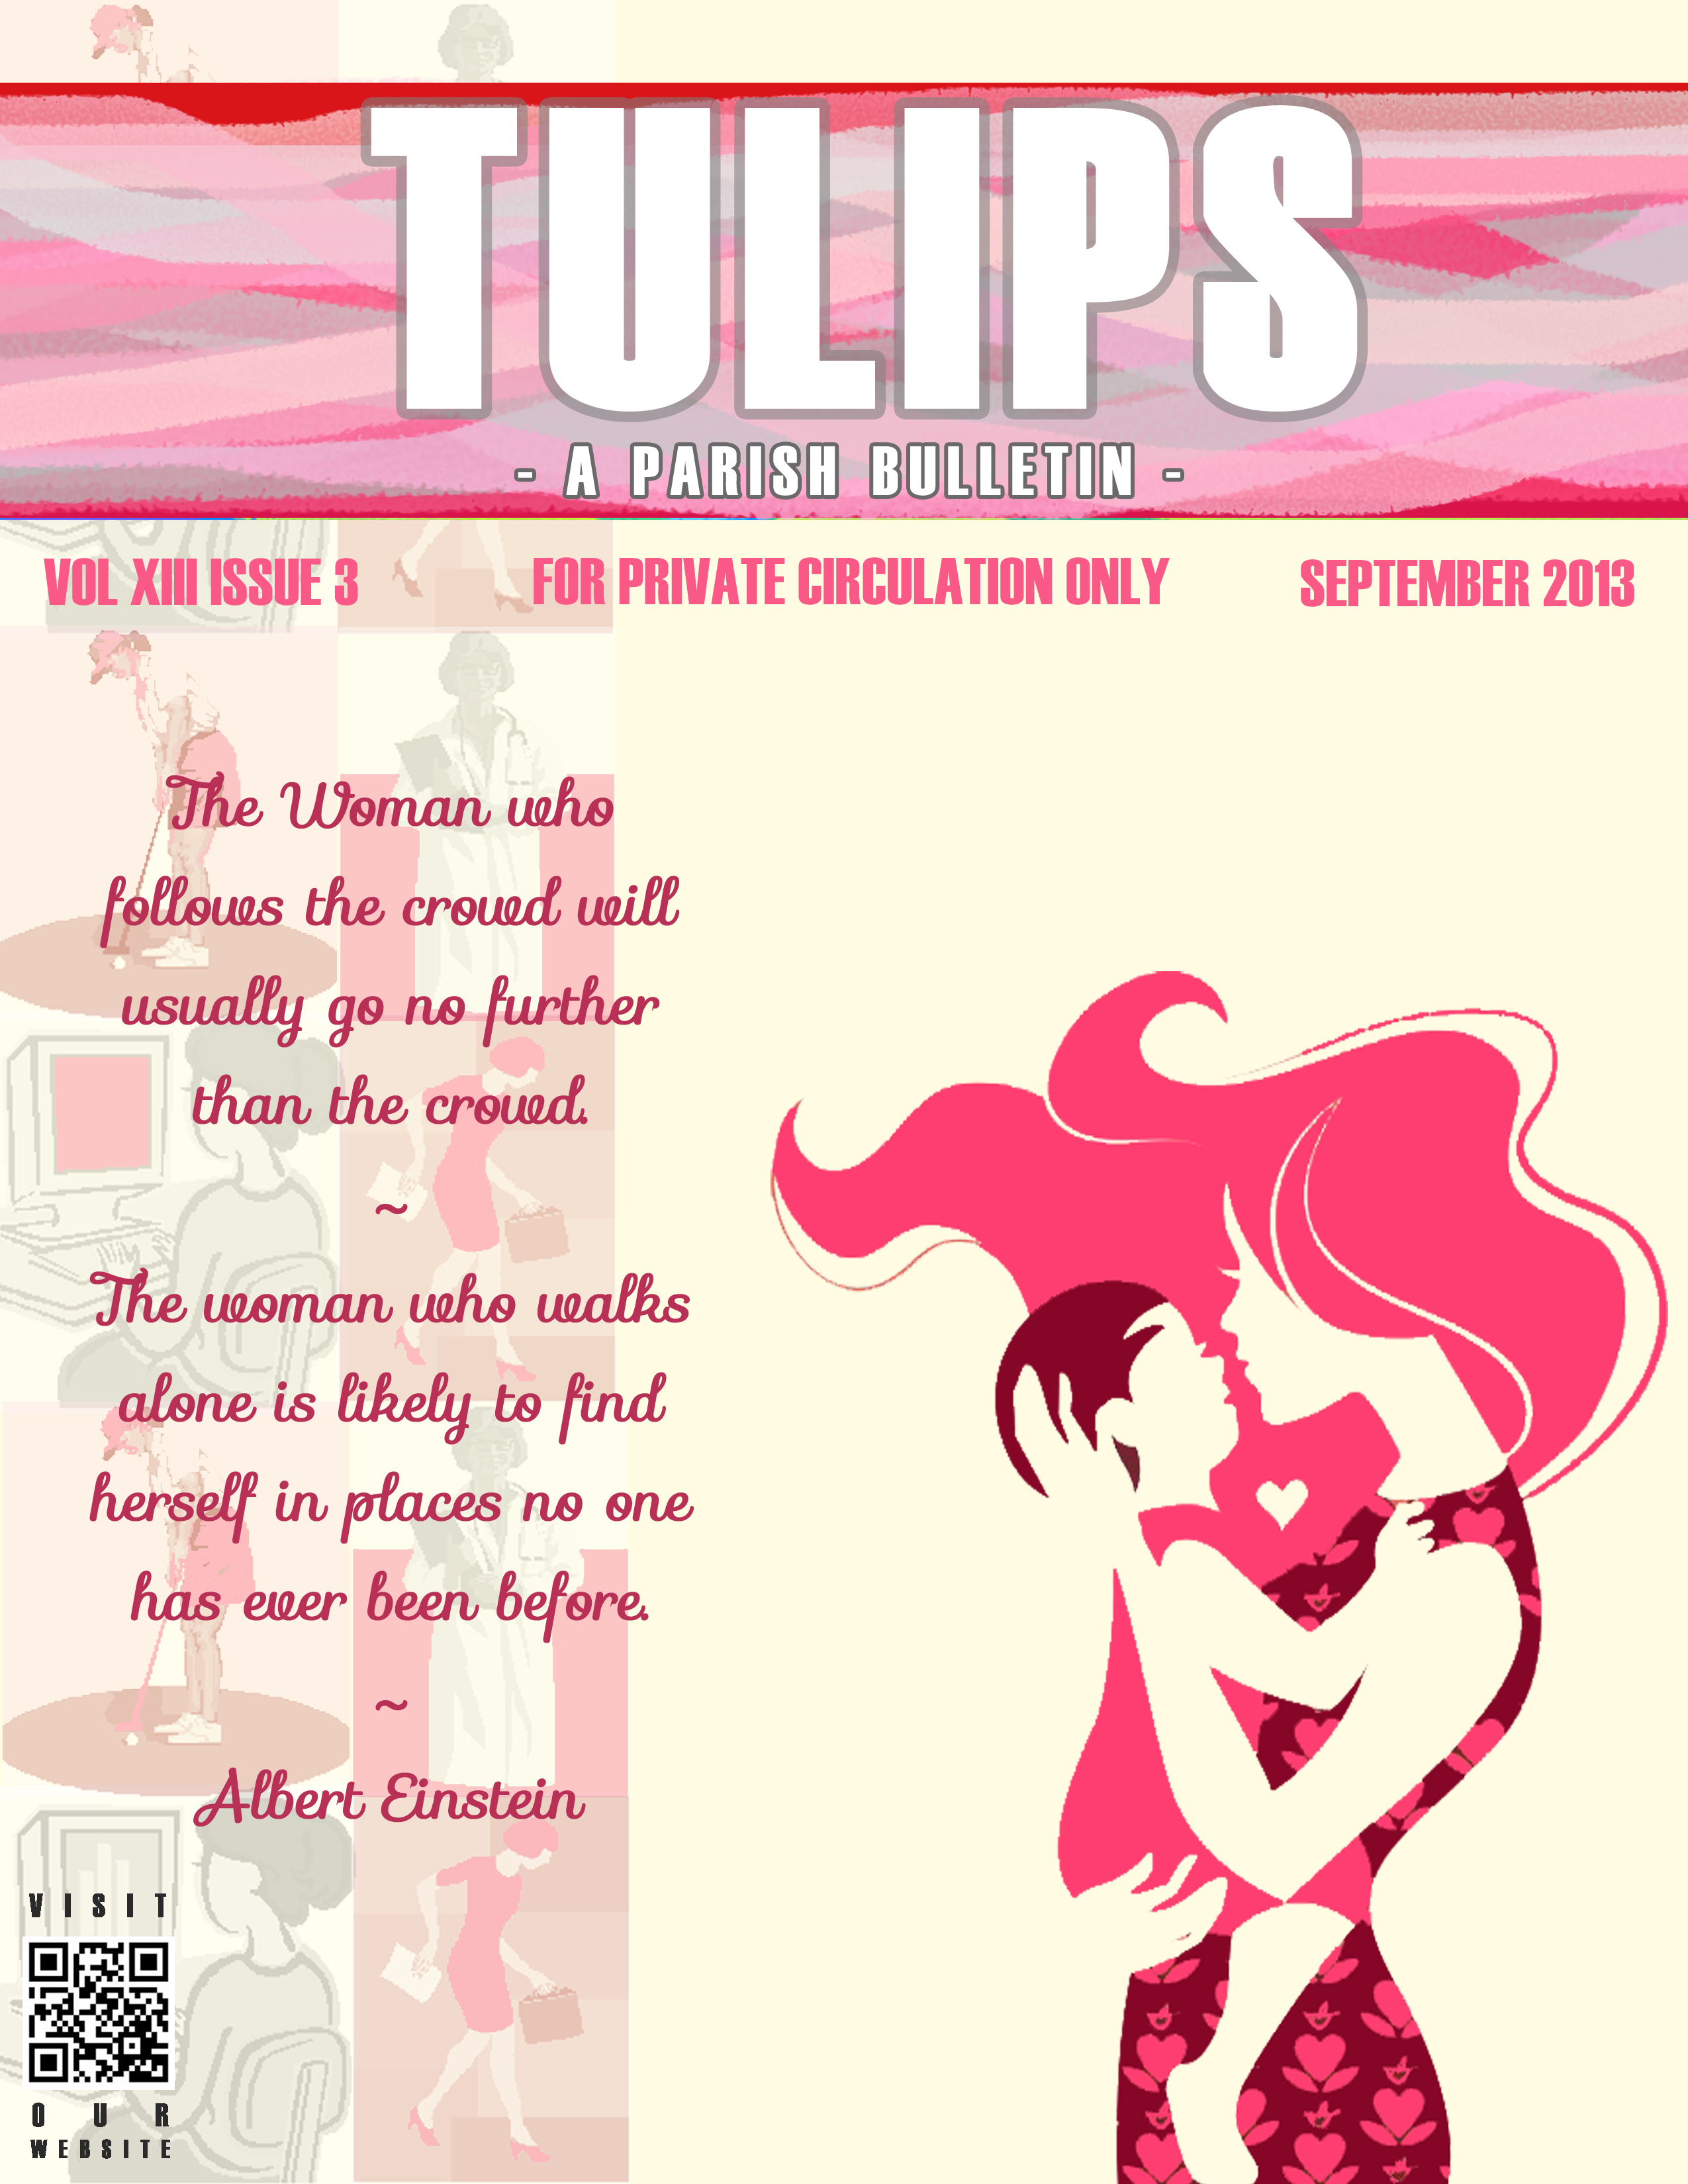 TULIPS
- A PARISH BULLETIN -
VOL XIII ISSUE 3
FOR PRIVATE CIRCULATION ONLY
SEPTEMBER 2013
The Woman who
follows the crowd will
usually go no further
than the crowd.
~
The woman who walks
alone is likely to find
herself in places no one
has ever been before.
~
Albert Einstein
VISIT
OUR
WEBSITE